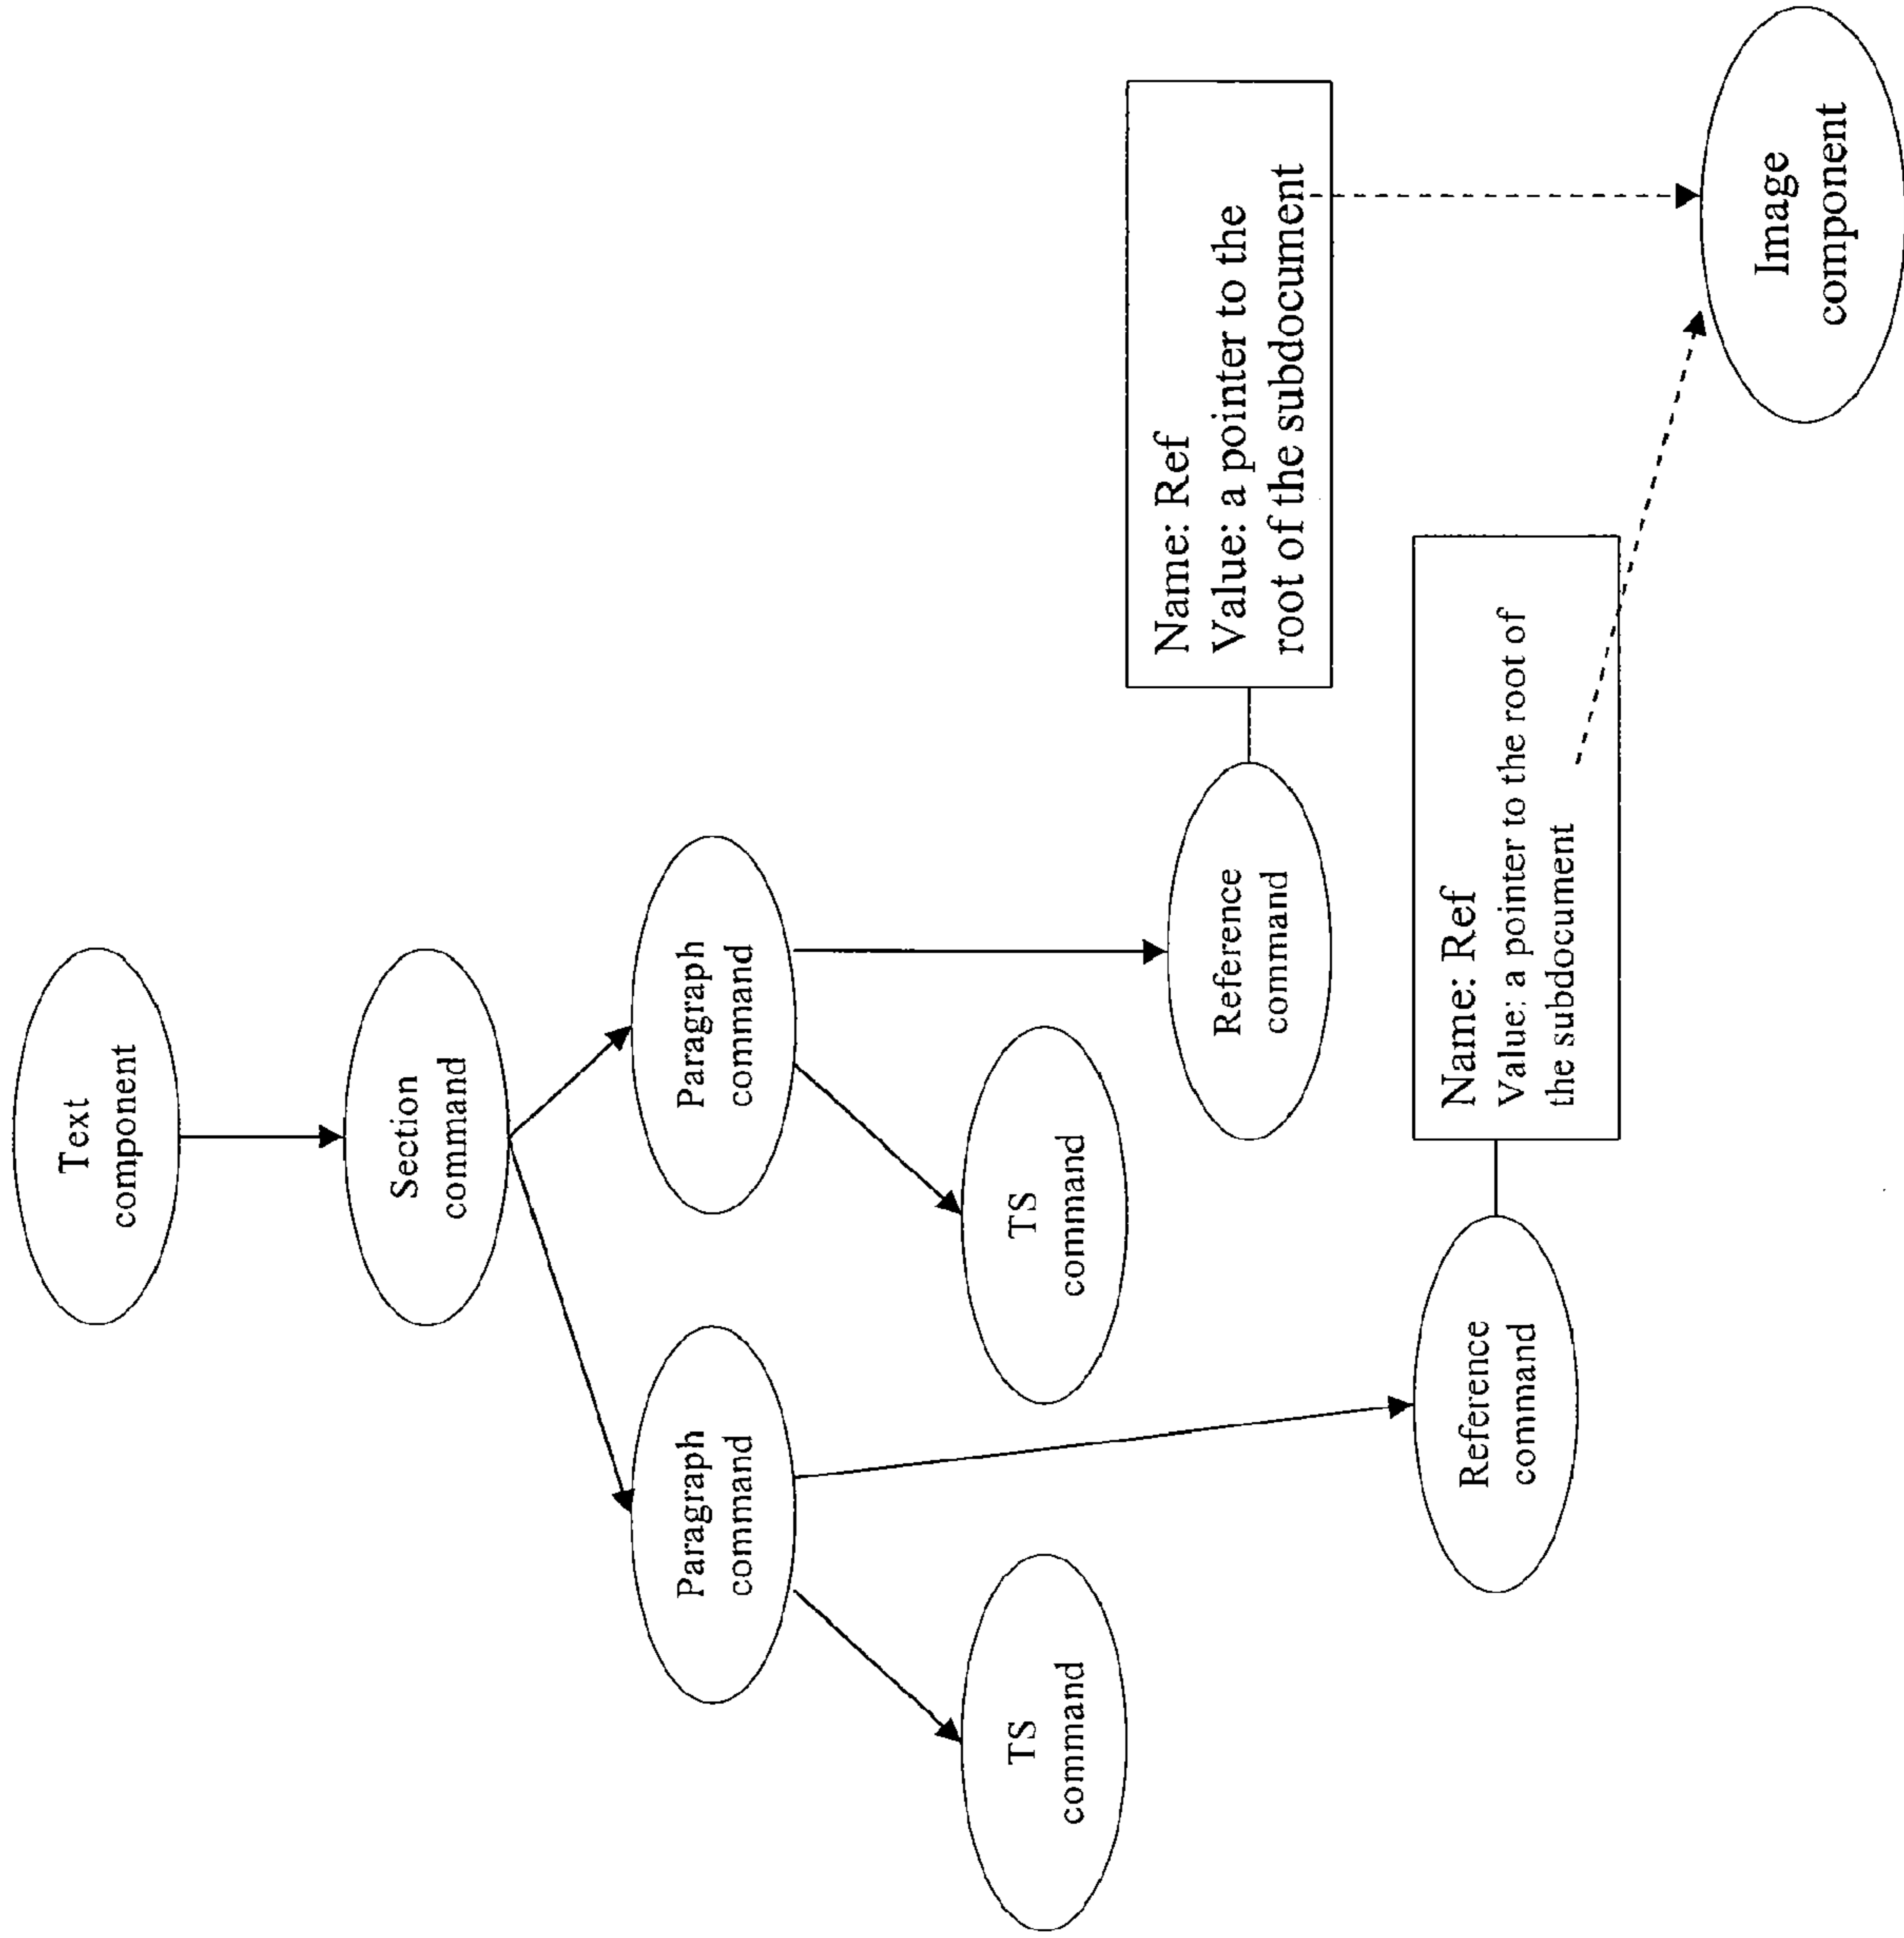 Text
component
Section
command
Paragraph
command
Paragraph
command
TS
command
TS
command
Reference
command
Name: Ref
Value: a pointer to the
root of the subdocument
Reference
command
Name: Ref
Value: a pointer to the root of
the subdocument
Image
component